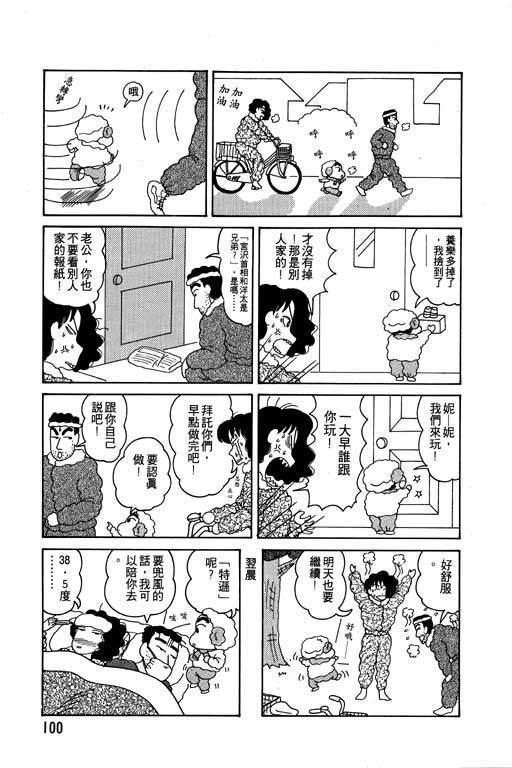 加油
加油
呼
呼
呼
哦
急轉彎
養樂多掉了
──，我撿到了
才沒有掉
──那是別
人家的！
「宮沢首相和洋太是
兄弟？」，是嗎……
老公，你也
不要看別人
家的報紙！
妮，妮，
我們來玩！
一大早誰跟
你玩！
拜託你們，
早點做完吧！
要認真
做！
跟你自己
說吧！
好舒服
。
明天也要
繼續！
好哦
翌晨
「特遜」
呢？
要兜風的
話，我可
以陪你去
。
38．5度
……
100